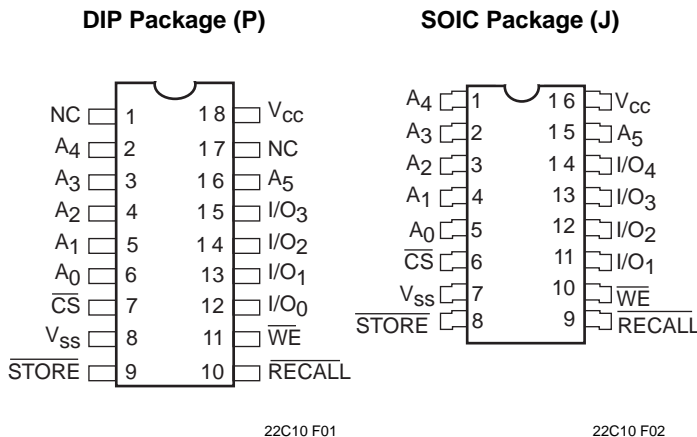 DIP Package (P)
NC 1 18 Vcc
A4 2 17 NC
A3 3 16 A5
A2 4 15 I/O3
A1 5 14 I/O2
A0 6 13 I/O1
CS 7 12 I/O0
Vss 8 11 WE
STORE 9 10 RECALL
22C10 F01
SOIC Package (J)
A4 1 16 Vcc
A3 2 15 A5
A2 3 14 I/O4
A1 4 13 I/O3
A0 5 12 I/O2
CS 6 11 I/O1
Vss 7 10 WE
STORE 8 9 RECALL
22C10 F02